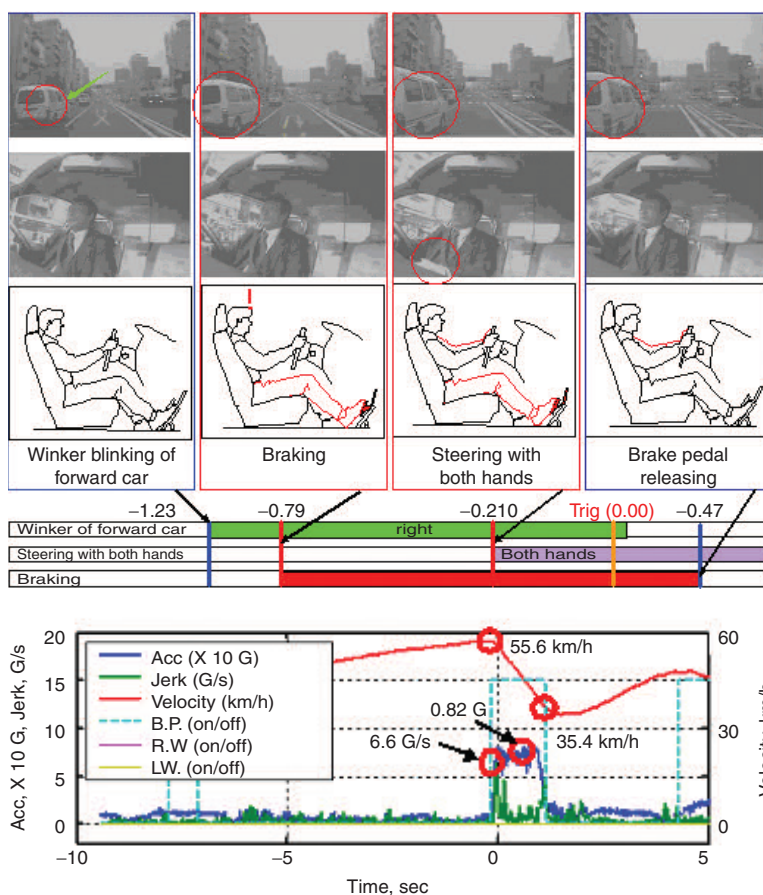 Winker blinking of
forward car
Braking
Steering with
both hands
Brake pedal
releasing
−1.23
−0.79
−0.210
Trig (0.00)
−0.47
Winker of forward car
right
Steering with both hands
Both hands
Braking
20
15
10
5
0
Acc, X 10 G, Jerk, G/s
Acc (X 10 G)
Jerk (G/s)
Velocity (km/h)
B.P. (on/off)
R.W (on/off)
LW. (on/off)
55.6 km/h
0.82 G
6.6 G/s
35.4 km/h
60
30
0
−10
−5
0
5
Time, sec